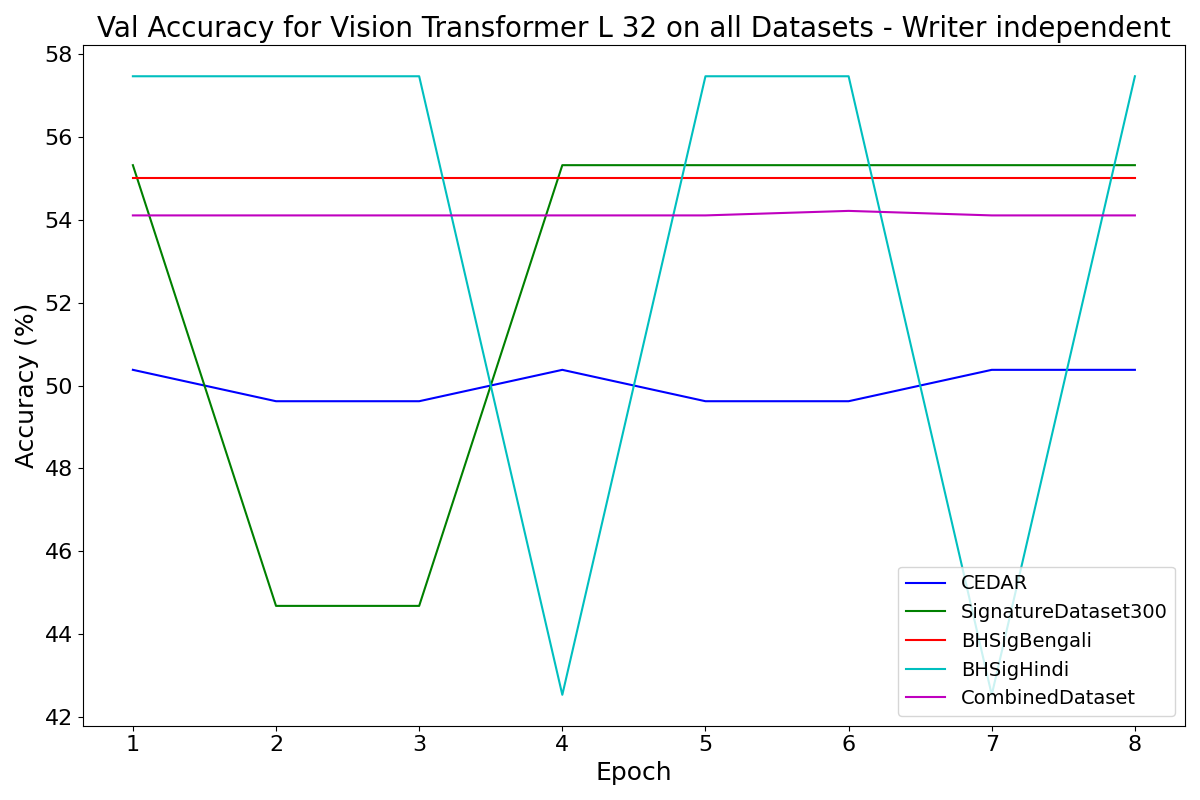 Val Accuracy for Vision Transformer L 32 on all Datasets - Writer independent
58
56
54
52
50
48
46
44
42
Accuracy (%)
1 2 3 4 5 6 7 8
Epoch
CEDAR
SignatureDataset300
BHSigBengali
BHSigHindi
CombinedDataset